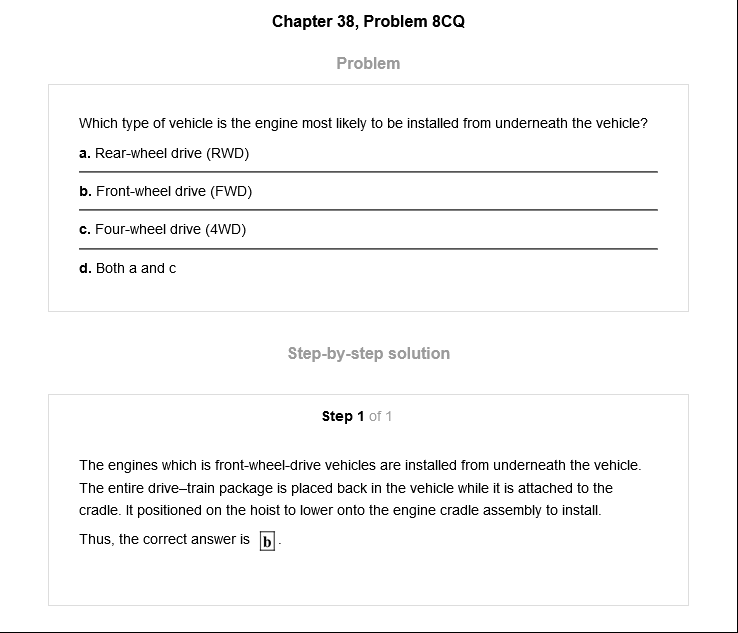 Chapter 38, Problem 8CQ
Problem
Which type of vehicle is the engine most likely to be installed from underneath the vehicle?
a. Rear-wheel drive (RWD)
b. Front-wheel drive (FWD)
c. Four-wheel drive (4WD)
d. Both a and c
Step-by-step solution
Step 1 of 1
The engines which is front-wheel-drive vehicles are installed from underneath the vehicle.
The entire drive–train package is placed back in the vehicle while it is attached to the
cradle. It positioned on the hoist to lower onto the engine cradle assembly to install.
Thus, the correct answer is b.